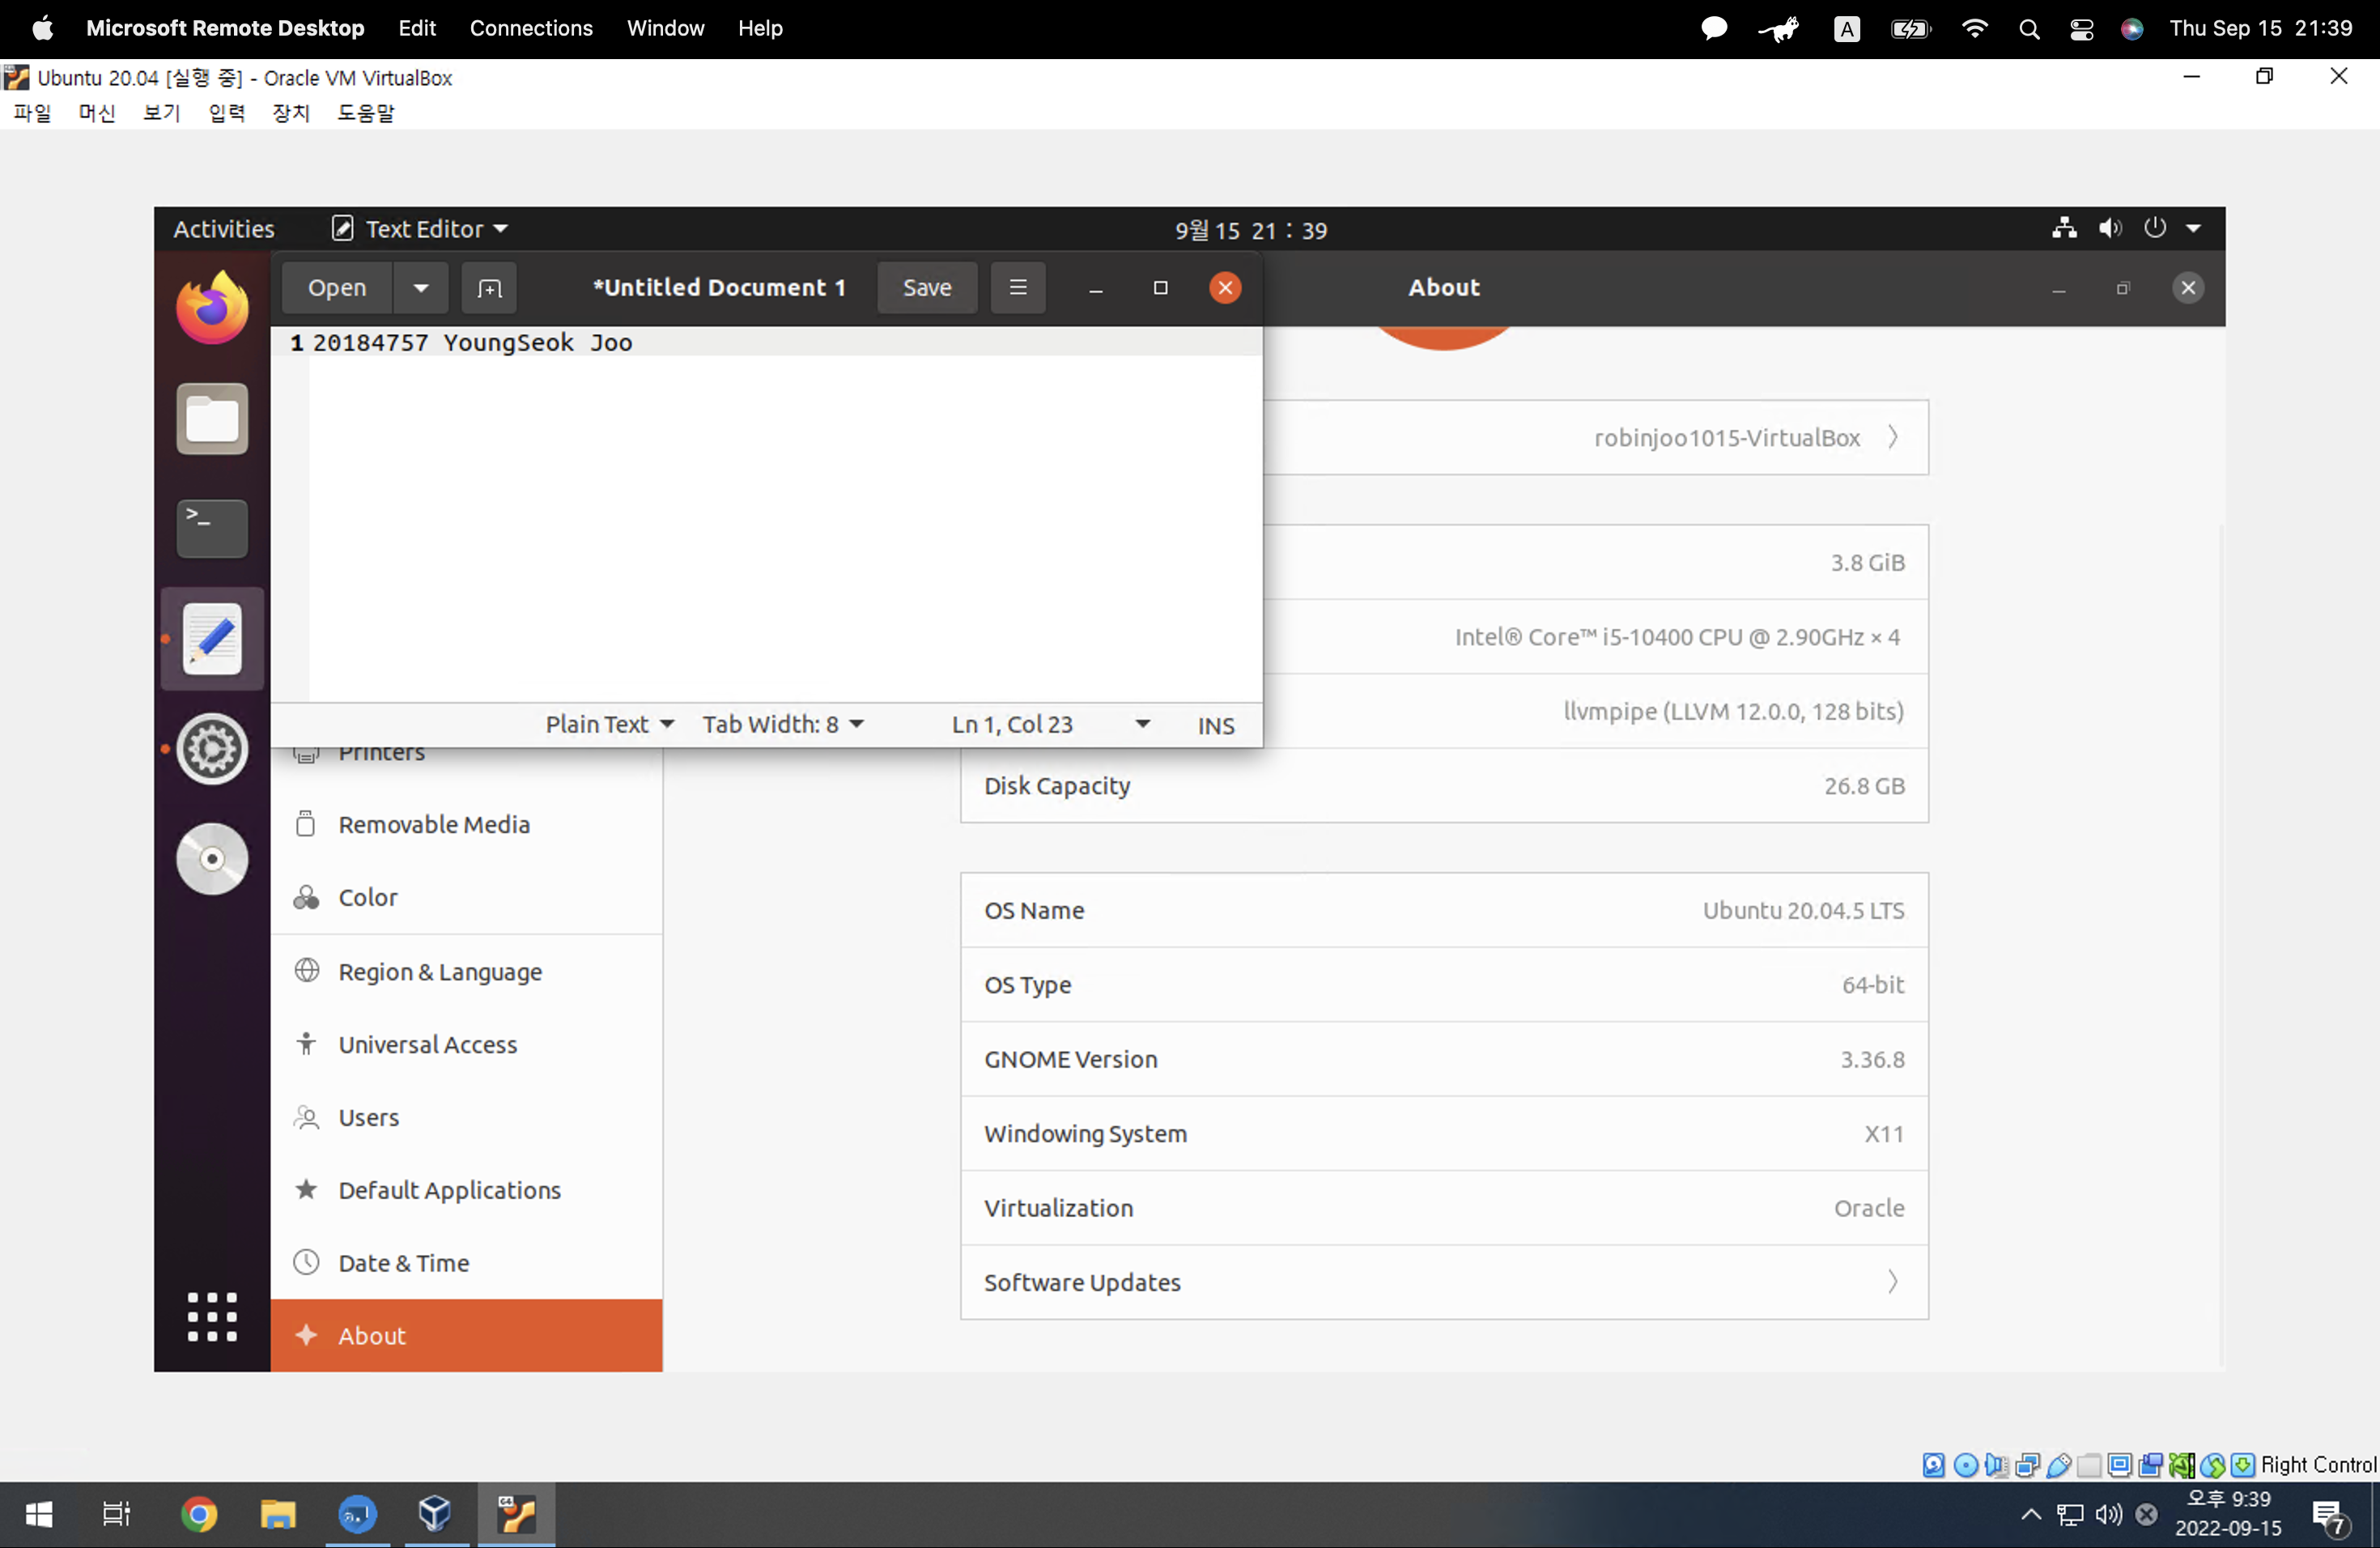 Microsoft Remote Desktop Edit Connections Window Help A Thu Sep 15 21:39
Ubuntu 20.04 [실행 중] - Oracle VM VirtualBox
파일 머신 보기 입력 장치 도움말
Activities Text Editor 9월 15 21 : 39
Open *Untitled Document 1 Save About
1 20184757 YoungSeok Joo
robinjoo1015-VirtualBox
3.8 GiB
Intel® Core™ i5-10400 CPU @ 2.90GHz × 4
llvmpipe (LLVM 12.0.0, 128 bits)
Plain Text Tab Width: 8 Ln 1, Col 23 INS
Printers
Disk Capacity 26.8 GB
Removable Media
Color
OS Name Ubuntu 20.04.5 LTS
Region & Language
OS Type 64-bit
Universal Access
GNOME Version 3.36.8
Users
Windowing System X11
Default Applications
Virtualization Oracle
Date & Time
Software Updates
About
Right Control
오후 9:39
2022-09-15
7